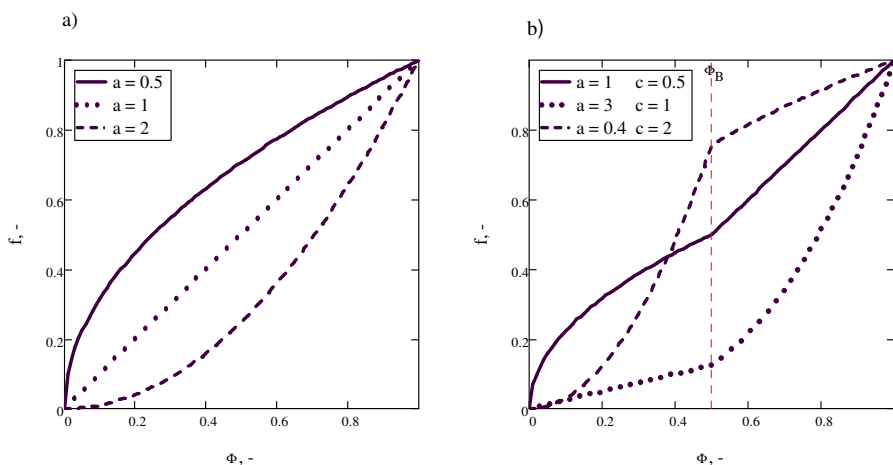 a)
1
0.8
0.6
0.4
0.2
0
f, -
a = 0.5
a = 1
a = 2
0 0.2 0.4 0.6 0.8
Φ, -
b)
1
0.8
0.6
0.4
0.2
0
f, -
a = 1 c = 0.5
a = 3 c = 1
a = 0.4 c = 2
Φ_B
0 0.2 0.4 0.6 0.8
Φ, -